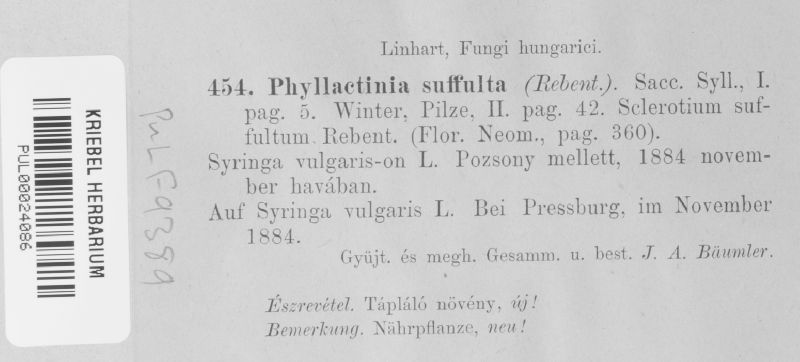 Linhart, Fungi hungarici.
454. Phyllactinia suffulta (Rebent.). Sacc. Syll., I.
pag. 5. Winter, Pilze, II. pag. 42. Sclerotium suf-
fultum Rebent. (Flor. Neom., pag. 360).
Syringa vulgaris-on L. Pozsony mellett, 1884 novem-
ber havában.
Auf Syringa vulgaris L. Bei Pressburg, im November
1884.
Gyüjt. és megh. Gesamm. u. best. J. A. Bäumler.
Észrevétel. Tápláló növény, új!
Bemerkung. Nährpflanze, neu!
KRIEBEL HERBARIUM
PUL00024086
PUL F9389